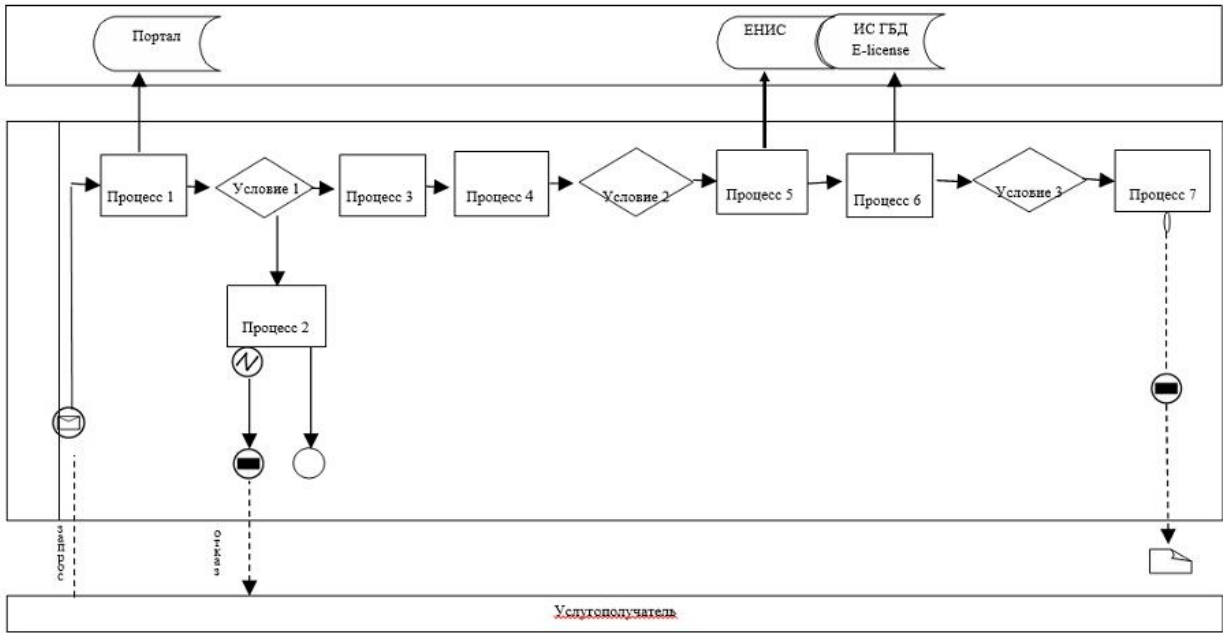 Портал
ЕНИС
ИС ГБД
E-license
Процесс 1
Условие 1
Процесс 3
Процесс 4
Условие 2
Процесс 5
Процесс 6
Условие 3
Процесс 7
Процесс 2
запрос
отказ
Услугополучатель